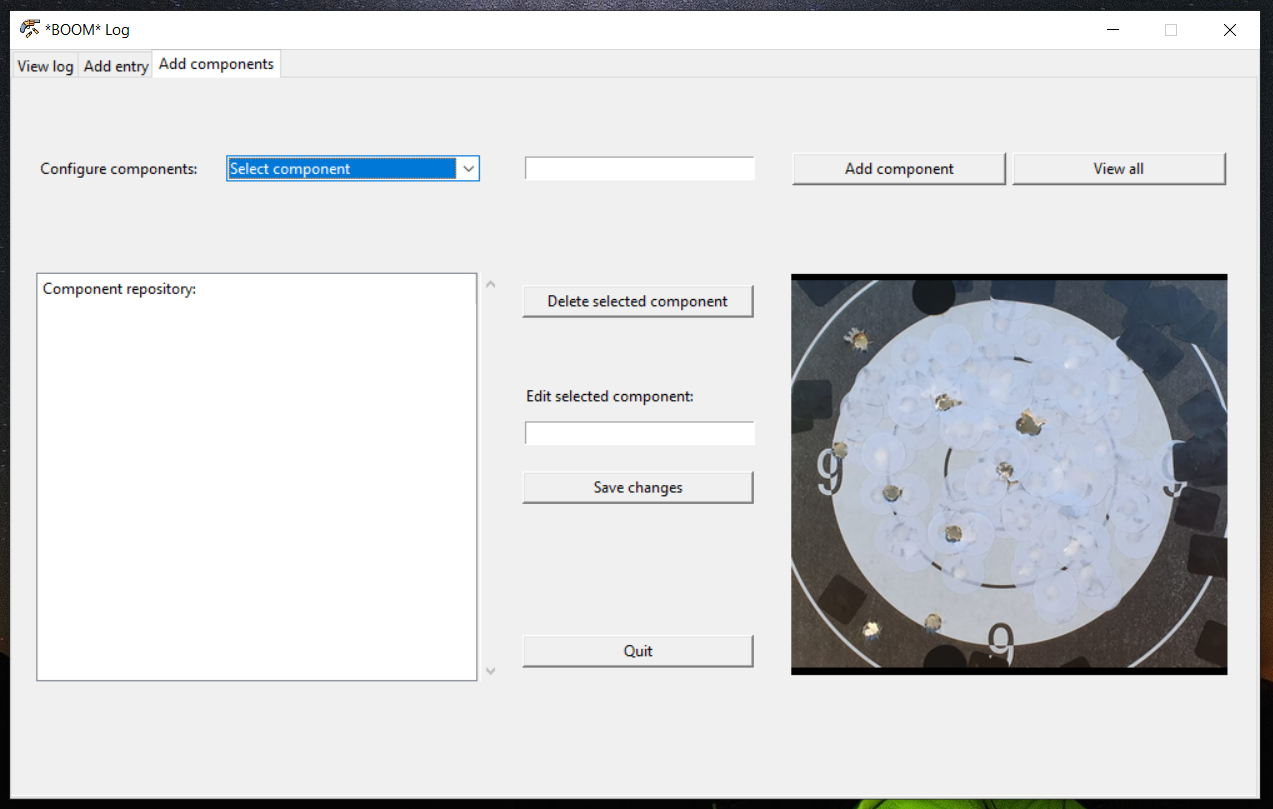 *BOOM* Log
View log Add entry Add components
Configure components: Select component Add component View all
Component repository:
Delete selected component
Edit selected component:
Save changes
Quit
9 9
9